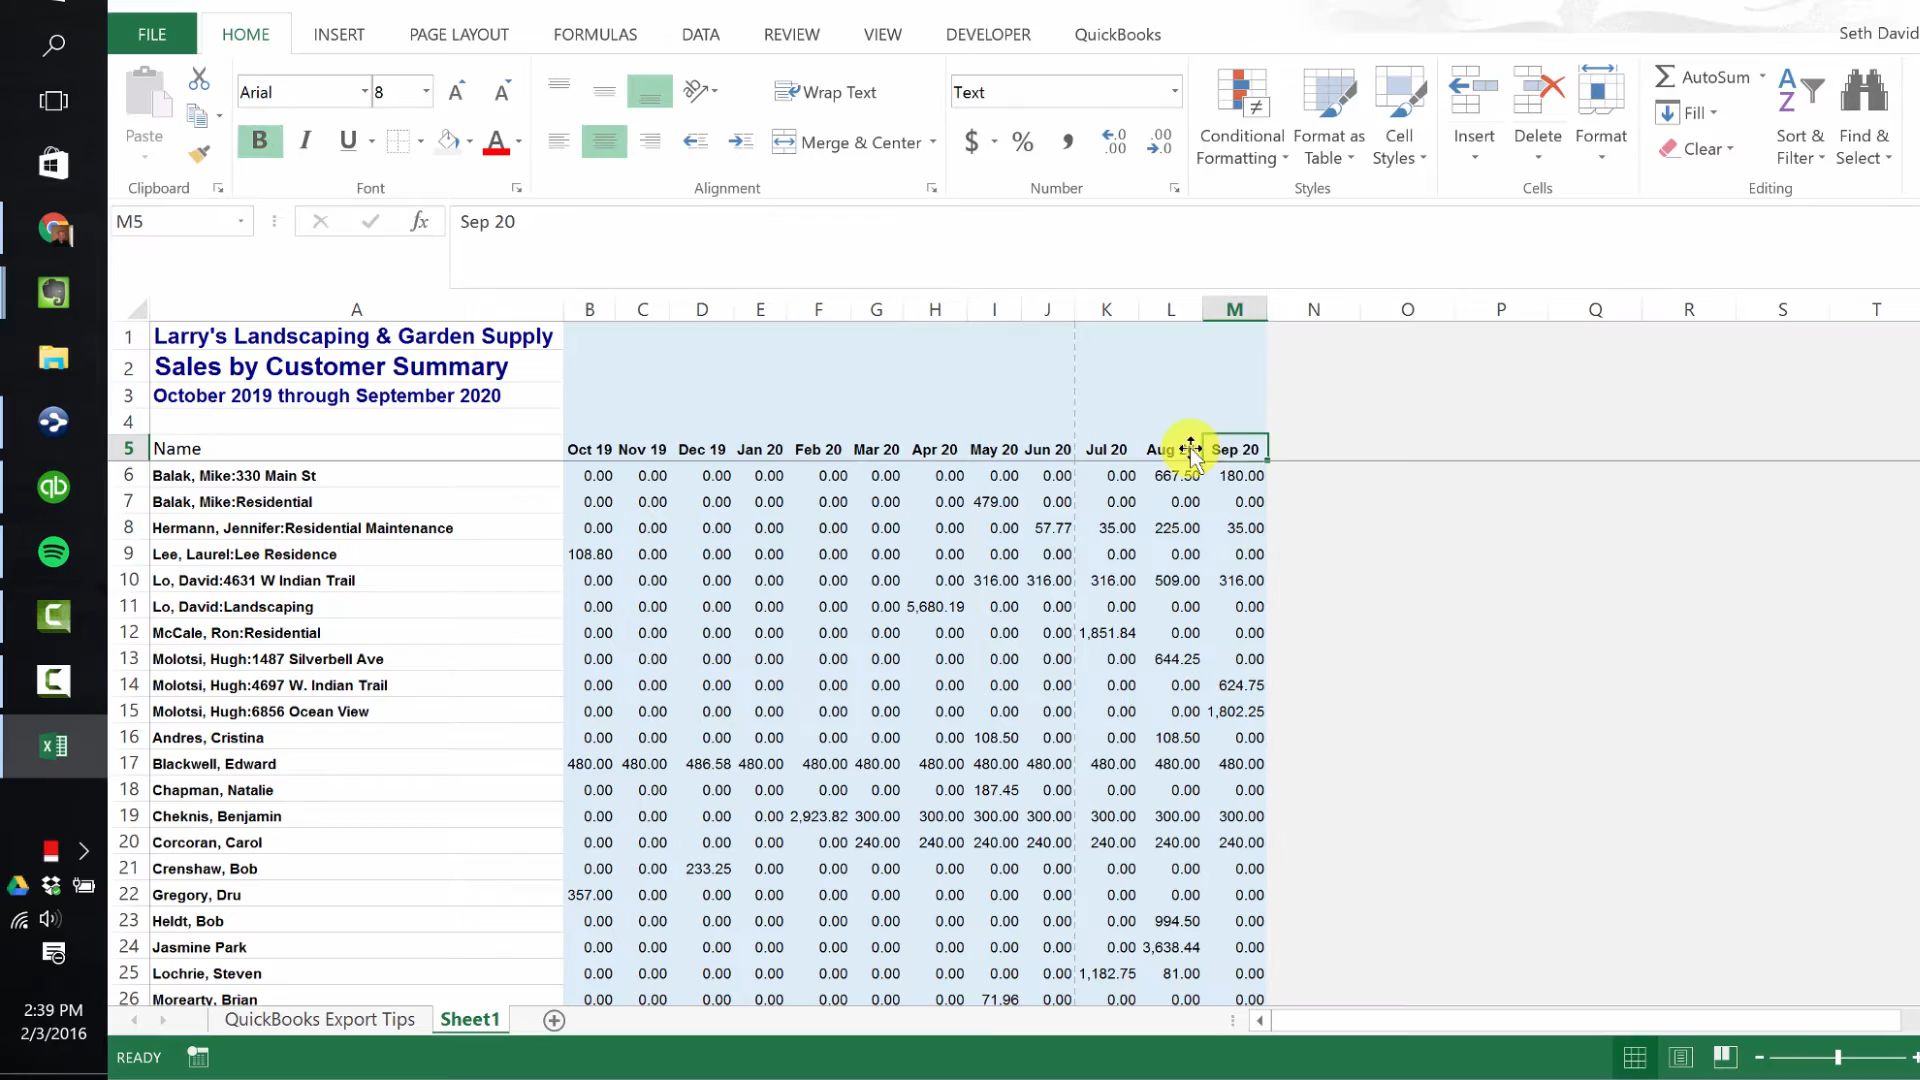 FILE HOME INSERT PAGE LAYOUT FORMULAS DATA REVIEW VIEW DEVELOPER QuickBooks Seth David
Arial 8 Wrap Text Text AutoSum
Fill
Paste B I U A Merge & Center $ % , Conditional Formatting Format as Table Cell Styles Insert Delete Format Clear Sort & Filter Find & Select
Clipboard Font Alignment Number Styles Cells Editing
M5 fx Sep 20
A B C D E F G H I J K L M N O P Q R S T
1 Larry's Landscaping & Garden Supply
2 Sales by Customer Summary
3 October 2019 through September 2020
4
5 Name Oct 19 Nov 19 Dec 19 Jan 20 Feb 20 Mar 20 Apr 20 May 20 Jun 20 Jul 20 Aug Sep 20
6 Balak, Mike:330 Main St 0.00 0.00 0.00 0.00 0.00 0.00 0.00 0.00 0.00 0.00 667.50 180.00
7 Balak, Mike:Residential 0.00 0.00 0.00 0.00 0.00 0.00 0.00 479.00 0.00 0.00 0.00 0.00
8 Hermann, Jennifer:Residential Maintenance 0.00 0.00 0.00 0.00 0.00 0.00 0.00 0.00 57.77 35.00 225.00 35.00
9 Lee, Laurel:Lee Residence 108.80 0.00 0.00 0.00 0.00 0.00 0.00 0.00 0.00 0.00 0.00 0.00
10 Lo, David:4631 W Indian Trail 0.00 0.00 0.00 0.00 0.00 0.00 0.00 316.00 316.00 316.00 509.00 316.00
11 Lo, David:Landscaping 0.00 0.00 0.00 0.00 0.00 0.00 5,680.19 0.00 0.00 0.00 0.00 0.00
12 McCale, Ron:Residential 0.00 0.00 0.00 0.00 0.00 0.00 0.00 0.00 0.00 1,851.84 0.00 0.00
13 Molotsi, Hugh:1487 Silverbell Ave 0.00 0.00 0.00 0.00 0.00 0.00 0.00 0.00 0.00 0.00 644.25 0.00
14 Molotsi, Hugh:4697 W. Indian Trail 0.00 0.00 0.00 0.00 0.00 0.00 0.00 0.00 0.00 0.00 0.00 624.75
15 Molotsi, Hugh:6856 Ocean View 0.00 0.00 0.00 0.00 0.00 0.00 0.00 0.00 0.00 0.00 0.00 1,802.25
16 Andres, Cristina 0.00 0.00 0.00 0.00 0.00 0.00 0.00 108.50 0.00 0.00 108.50 0.00
17 Blackwell, Edward 480.00 480.00 486.58 480.00 480.00 480.00 480.00 480.00 480.00 480.00 480.00 480.00
18 Chapman, Natalie 0.00 0.00 0.00 0.00 0.00 0.00 0.00 187.45 0.00 0.00 0.00 0.00
19 Cheknis, Benjamin 0.00 0.00 0.00 0.00 2,923.82 300.00 300.00 300.00 300.00 300.00 300.00 300.00
20 Corcoran, Carol 0.00 0.00 0.00 0.00 0.00 240.00 240.00 240.00 240.00 240.00 240.00 240.00
21 Crenshaw, Bob 0.00 0.00 233.25 0.00 0.00 0.00 0.00 0.00 0.00 0.00 0.00 0.00
22 Gregory, Dru 357.00 0.00 0.00 0.00 0.00 0.00 0.00 0.00 0.00 0.00 0.00 0.00
23 Heldt, Bob 0.00 0.00 0.00 0.00 0.00 0.00 0.00 0.00 0.00 0.00 994.50 0.00
24 Jasmine Park 0.00 0.00 0.00 0.00 0.00 0.00 0.00 0.00 0.00 0.00 3,638.44 0.00
25 Lochrie, Steven 0.00 0.00 0.00 0.00 0.00 0.00 0.00 0.00 0.00 1,182.75 81.00 0.00
26 Morearty, Brian 0.00 0.00 0.00 0.00 0.00 0.00 0.00 71.96 0.00 0.00 0.00 0.00
QuickBooks Export Tips Sheet1
2:39 PM
2/3/2016
READY